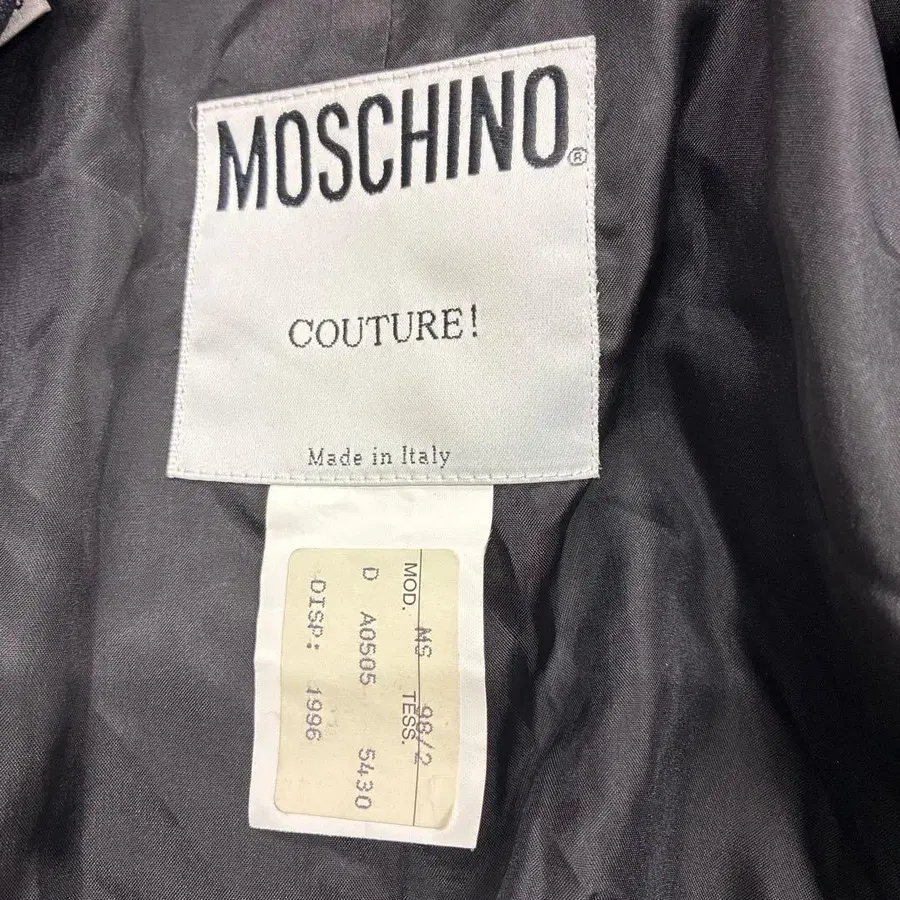 MOSCHINO®
COUTURE!
Made in Italy
MOD. MS 98/2 TESS.
D A0505 5430
DISP: 1996